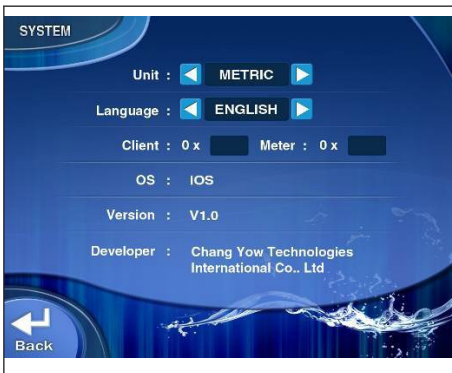 SYSTEM
Unit : METRIC
Language : ENGLISH
Client : 0 x Meter : 0 x
OS : IOS
Version : V1.0
Developer : Chang Yow Technologies
International Co.. Ltd
Back